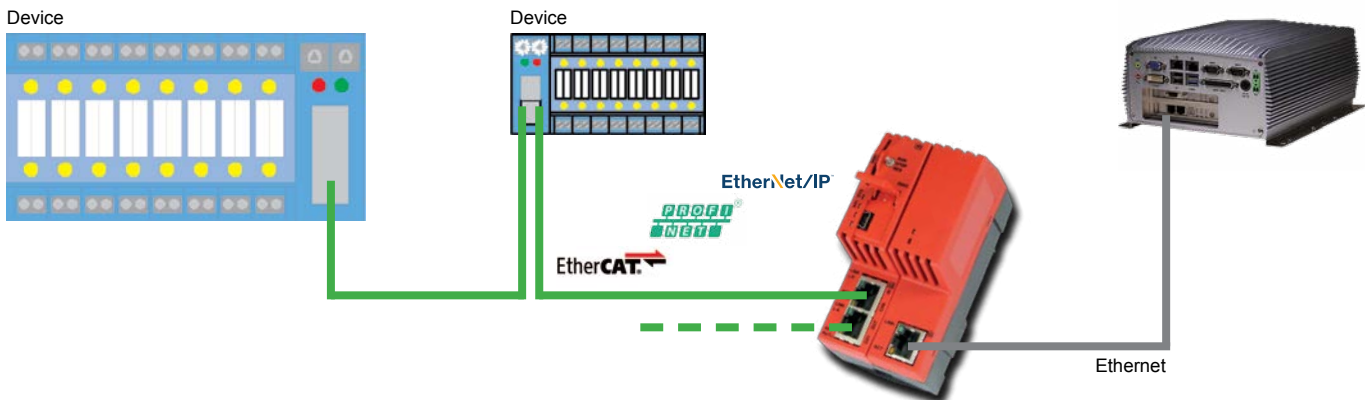 Device
Device
EtherNet/IP
PROFI
NET
®
EtherCAT.
Ethernet